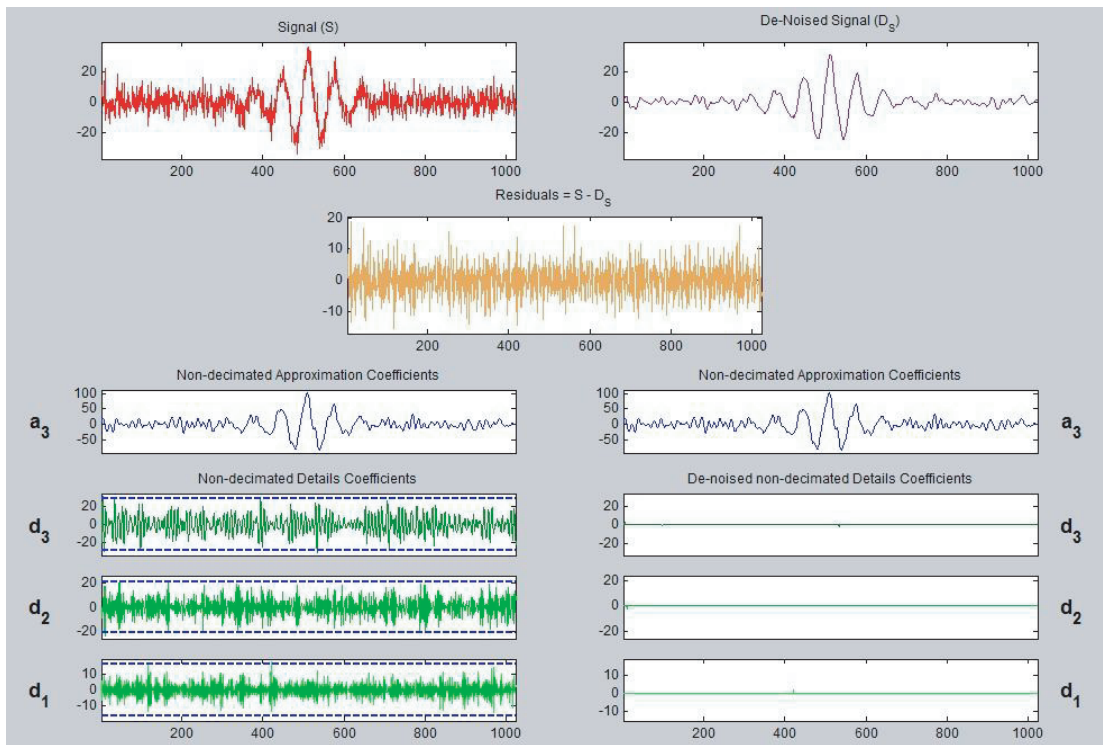 Signal (S)
De-Noised Signal (D_S)
20
0
-20
200 400 600 800 1000
20
0
-20
200 400 600 800 1000
Residuals = S - D_S
20
10
0
-10
200 400 600 800 1000
Non-decimated Approximation Coefficients
Non-decimated Approximation Coefficients
a_3
100
50
0
-50
100
50
0
-50
a_3
Non-decimated Details Coefficients
De-noised non-decimated Details Coefficients
d_3
20
0
-20
20
0
-20
d_3
d_2
20
0
-20
20
0
-20
d_2
d_1
10
0
-10
10
0
-10
d_1
200 400 600 800 1000
200 400 600 800 1000